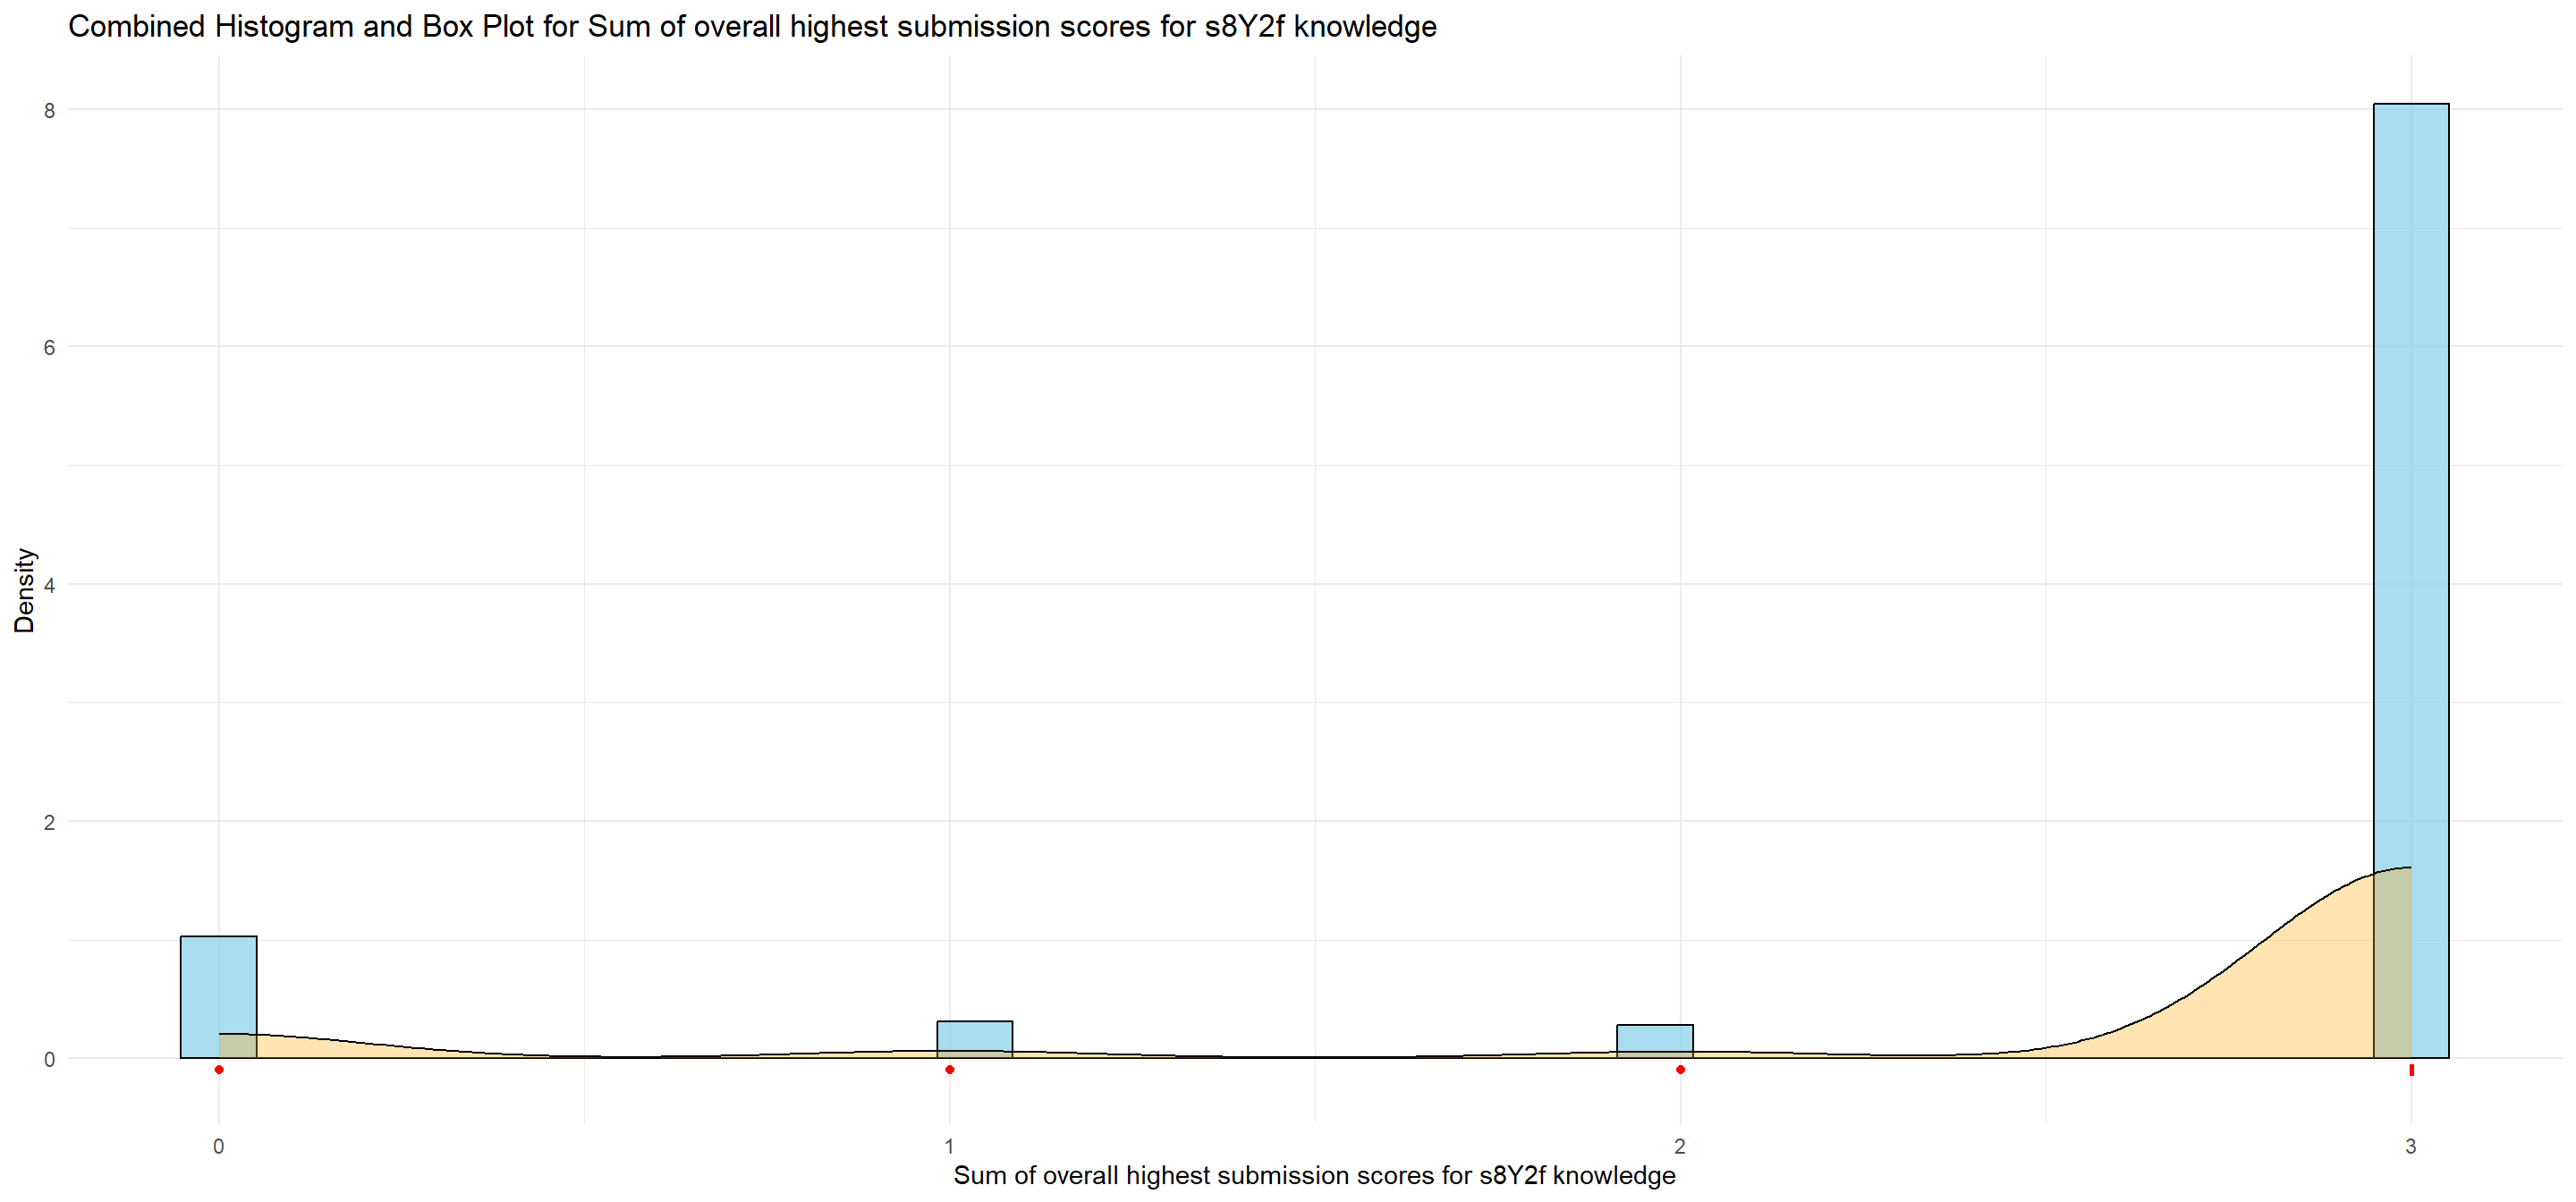 Combined Histogram and Box Plot for Sum of overall highest submission scores for s8Y2f knowledge
8
6
4
2
0
Density
0 1 2 3
Sum of overall highest submission scores for s8Y2f knowledge